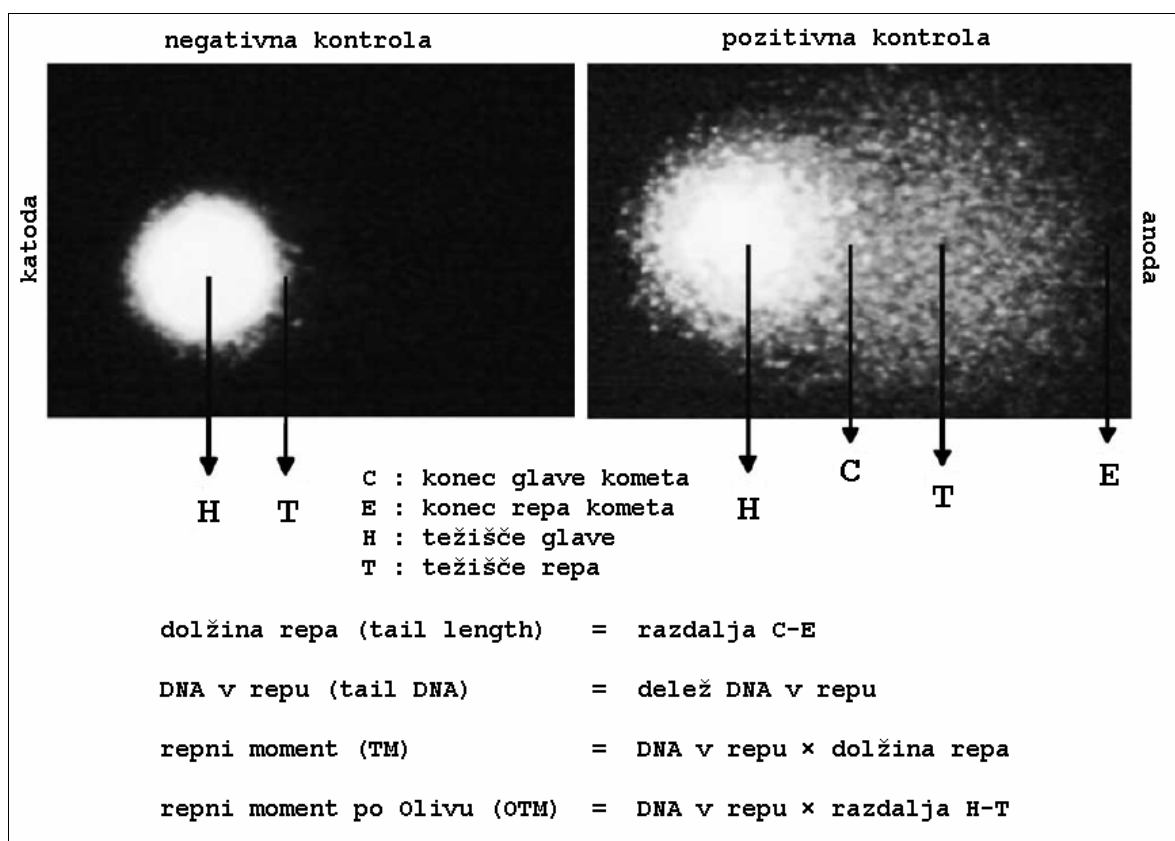 negativna kontrola
pozitivna kontrola
katoda
anoda
H T
H C T E
C : konec glave kometa
E : konec repa kometa
H : težišče glave
T : težišče repa
dolžina repa (tail length) = razdalja C-E
DNA v repu (tail DNA) = delež DNA v repu
repni moment (TM) = DNA v repu × dolžina repa
repni moment po Olivu (OTM) = DNA v repu × razdalja H-T